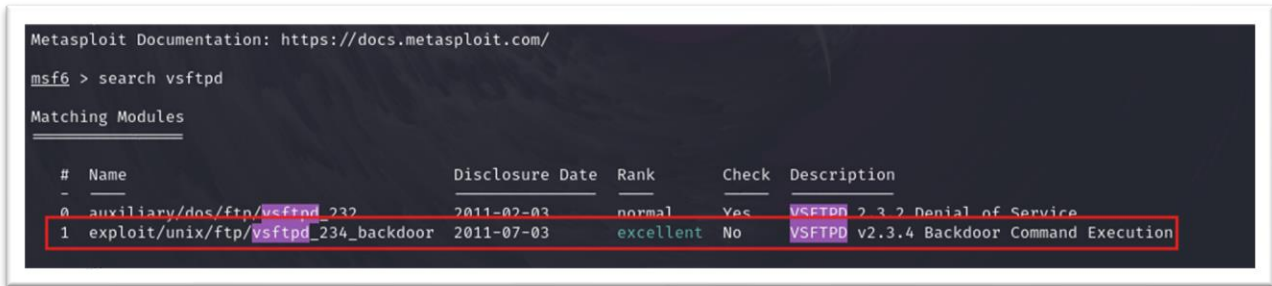 Metasploit Documentation: https://docs.metasploit.com/
msf6 > search vsftpd
Matching Modules
# Name Disclosure Date Rank Check Description
0 auxiliary/dos/ftp/vsftpd_232 2011-02-03 normal Yes VSFTPD 2.3.2 Denial of Service
1 exploit/unix/ftp/vsftpd_234_backdoor 2011-07-03 excellent No VSFTPD v2.3.4 Backdoor Command Execution